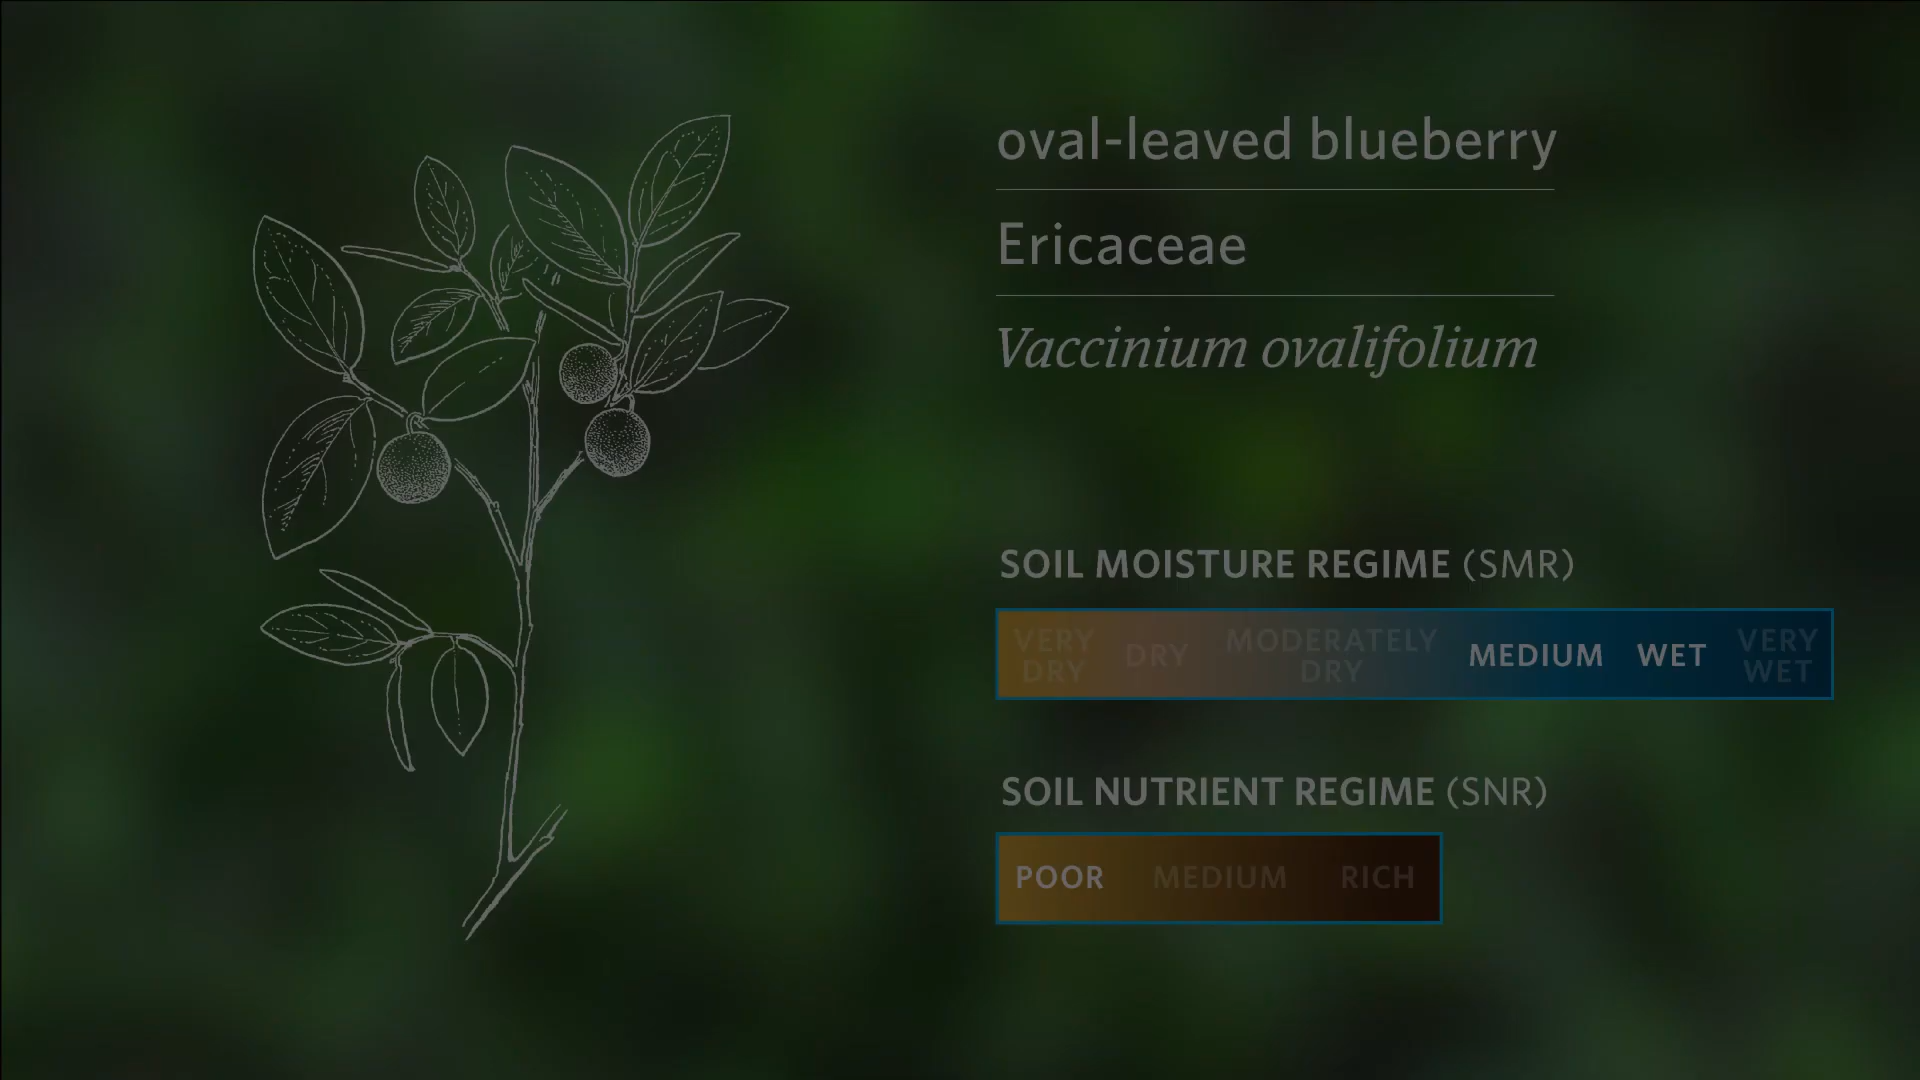 oval-leaved blueberry
Ericaceae
Vaccinium ovalifolium
SOIL MOISTURE REGIME (SMR)
VERY DRY DRY MODERATELY DRY MEDIUM WET VERY WET
SOIL NUTRIENT REGIME (SNR)
POOR MEDIUM RICH